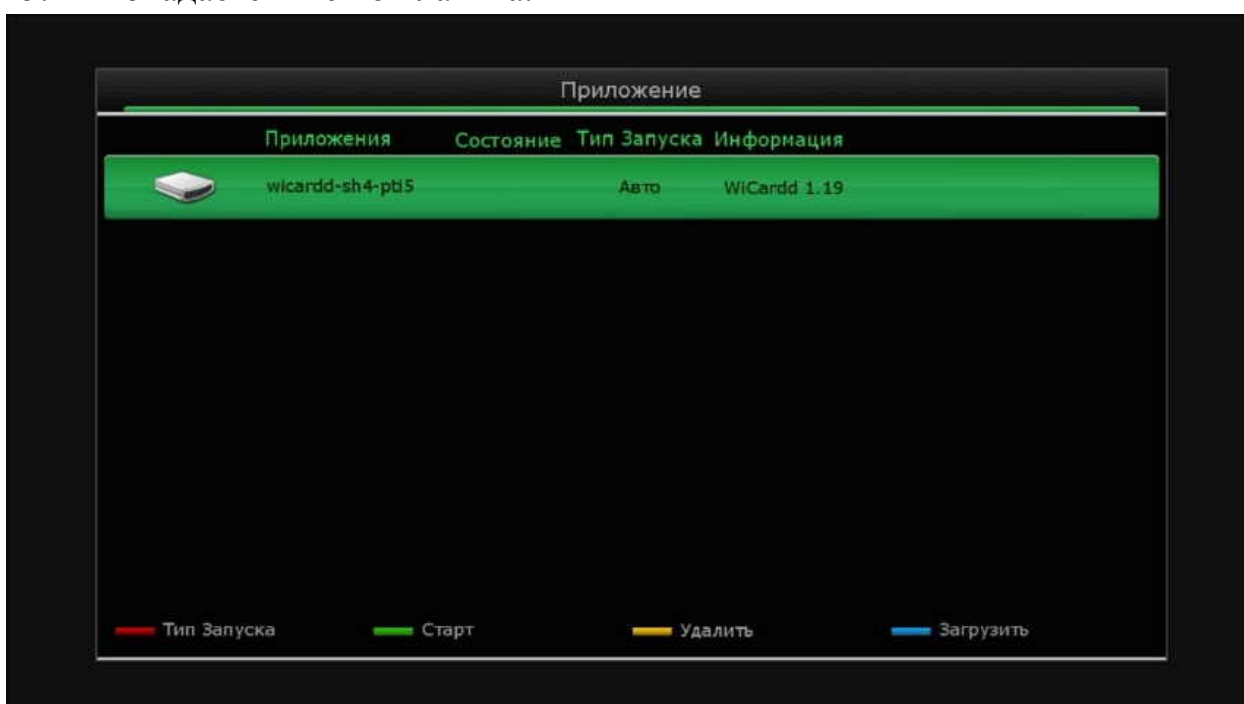 Приложение
Приложения Состояние Тип Запуска Информация
wicardd-sh4-pti5 Авто WiCardd 1.19
Тип Запуска Старт Удалить Загрузить